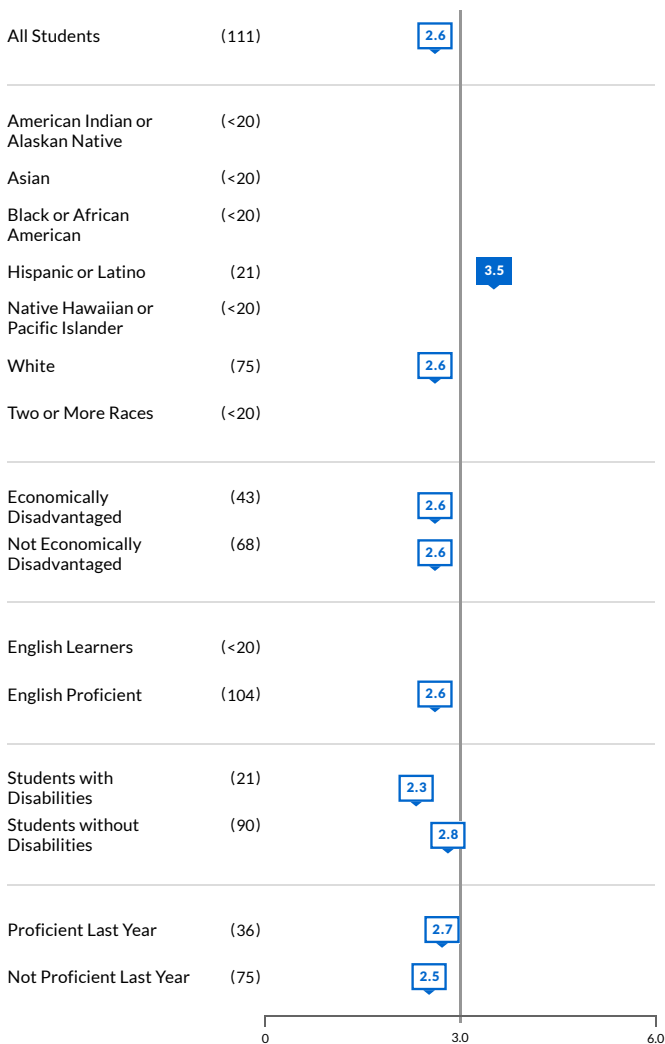 All Students (111) 2.6
American Indian or (<20)
Alaskan Native
Asian (<20)
Black or African (<20)
American
Hispanic or Latino (21) 3.5
Native Hawaiian or (<20)
Pacific Islander
White (75) 2.6
Two or More Races (<20)
Economically (43) 2.6
Disadvantaged
Not Economically (68) 2.6
Disadvantaged
English Learners (<20)
English Proficient (104) 2.6
Students with (21) 2.3
Disabilities
Students without (90) 2.8
Disabilities
Proficient Last Year (36) 2.7
Not Proficient Last Year (75) 2.5
0 3.0 6.0